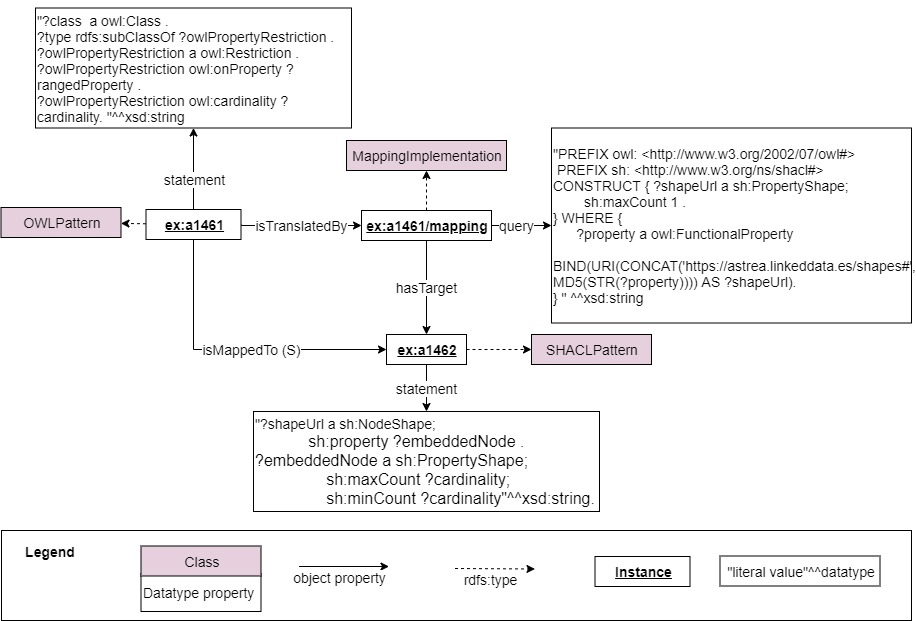 "?class  a owl:Class .
?type rdfs:subClassOf ?owlPropertyRestriction .
?owlPropertyRestriction a owl:Restriction .
?owlPropertyRestriction owl:onProperty ?
rangedProperty .
?owlPropertyRestriction owl:cardinality ?
cardinality. "^^xsd:string
statement
MappingImplementation
OWLPattern
ex:a1461
isTranslatedBy
ex:a1461/mapping
query
"PREFIX owl: <http://www.w3.org/2002/07/owl#>
PREFIX sh: <http://www.w3.org/ns/shacl#>
CONSTRUCT { ?shapeUrl a sh:PropertyShape;
sh:maxCount 1 .
} WHERE {
?property a owl:FunctionalProperty
BIND(URI(CONCAT('https://astrea.linkeddata.es/shapes#',
MD5(STR(?property)))) AS ?shapeUrl).
} " ^^xsd:string
hasTarget
isMappedTo (S)
ex:a1462
SHACLPattern
statement
"?shapeUrl a sh:NodeShape;
sh:property ?embeddedNode .
?embeddedNode a sh:PropertyShape;
sh:maxCount ?cardinality;
sh:minCount ?cardinality"^^xsd:string.
Legend
Class
Datatype property
object property
rdfs:type
Instance
"literal value"^^datatype